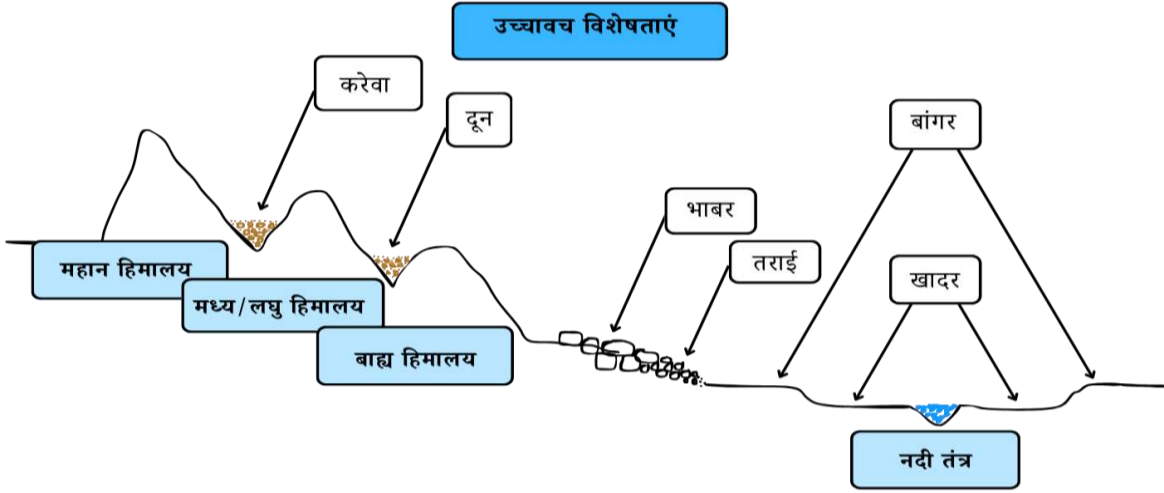 उच्चावच विशेषताएं
करेवा
दून
बांगर
भाबर
तराई
खादर
महान हिमालय
मध्य/लघु हिमालय
बाह्य हिमालय
नदी तंत्र